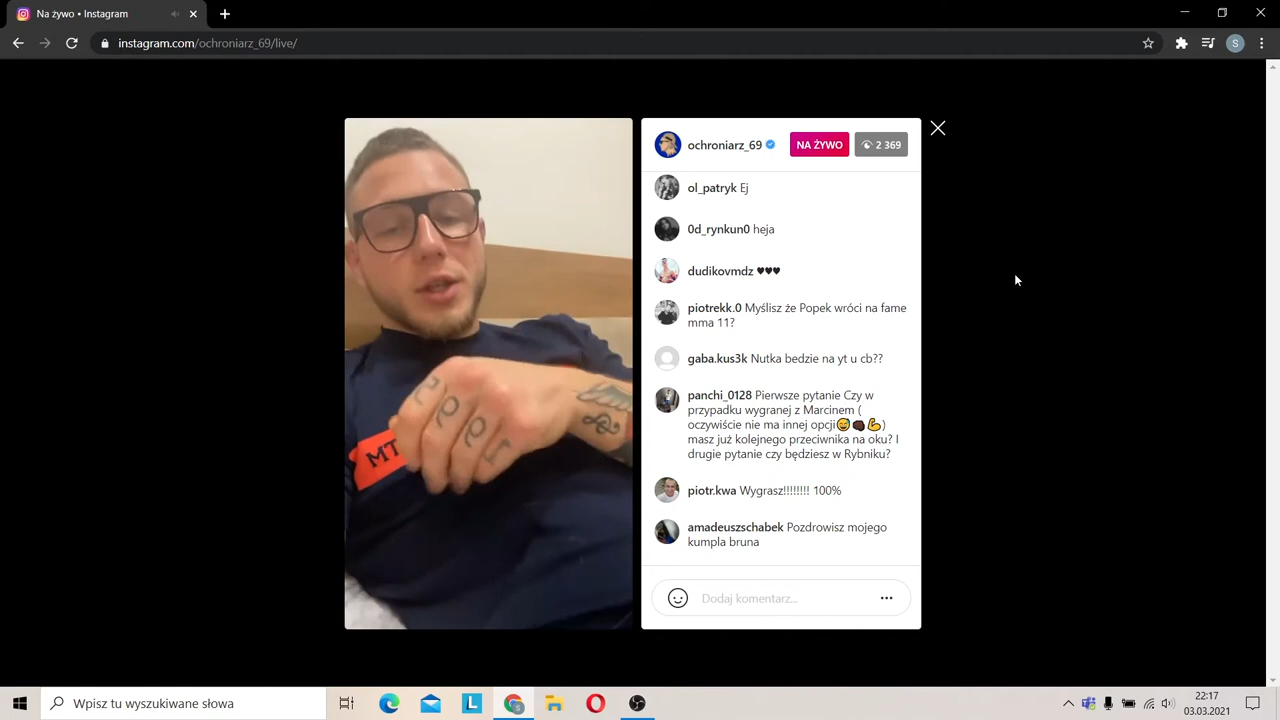 Na żywo • Instagram
instagram.com/ochroniarz_69/live/
S
ochroniarz_69
NA ŻYWO
2 369
ol_patryk Ej
0d_rynkun0 heja
dudikovmdz ♥♥♥
piotrekk.0 Myślisz że Popek wróci na fame
mma 11?
gaba.kus3k Nutka bedzie na yt u cb??
panchi_0128 Pierwsze pytanie Czy w
przypadku wygranej z Marcinem (
oczywiście nie ma innej opcji😅👊🏿💪)
masz już kolejnego przeciwnika na oku? I
drugie pytanie czy będziesz w Rybniku?
piotr.kwa Wygrasz!!!!!!!! 100%
amadeuszschabek Pozdrowisz mojego
kumpla bruna
Dodaj komentarz...
MT
Wpisz tu wyszukiwane słowa
L
22:17
03.03.2021